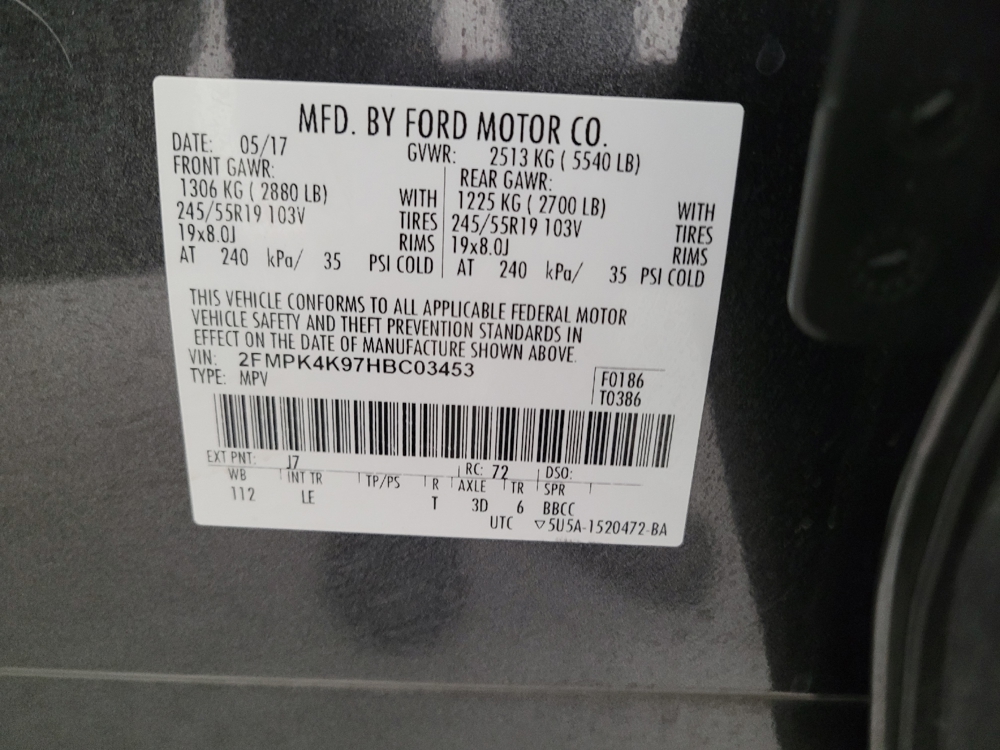 MFD. BY FORD MOTOR CO.
DATE: 05/17 GVWR: 2513 KG ( 5540 LB)
FRONT GAWR: REAR GAWR:
1306 KG ( 2880 LB) WITH 1225 KG ( 2700 LB) WITH
245/55R19 103V TIRES 245/55R19 103V TIRES
19x8.0J RIMS 19x8.0J RIMS
AT 240 kPa/ 35 PSI COLD AT 240 kPa/ 35 PSI COLD
THIS VEHICLE CONFORMS TO ALL APPLICABLE FEDERAL MOTOR
VEHICLE SAFETY AND THEFT PREVENTION STANDARDS IN
EFFECT ON THE DATE OF MANUFACTURE SHOWN ABOVE.
VIN: 2FMPK4K97HBC03453
TYPE: MPV F0186
T0386
EXT PNT: J7 RC: 72 DSO:
WB INT TR TP/PS R AXLE TR SPR
112 LE T 3D 6 BBCC
UTC ▽5U5A-1520472-BA